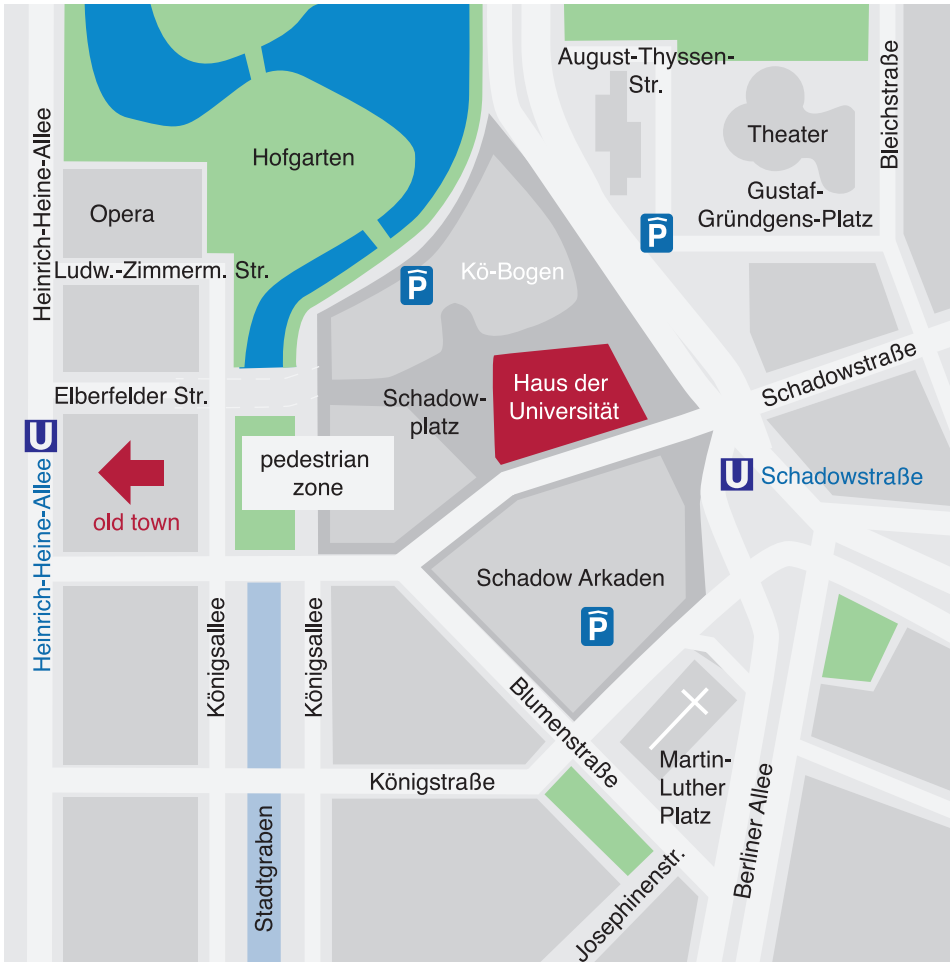 August-Thyssen-
Str.
Bleichstraße
Theater
Heinrich-Heine-Allee
Hofgarten
Gustaf-
Gründgens-Platz
Opera
P
Ludw.-Zimmerm. Str.
Kö-Bogen
P
Schadowstraße
Elberfelder Str.
Schadow-
platz
Haus der
Universität
U
pedestrian
zone
U Schadowstraße
old town
Heinrich-Heine-Allee
Schadow Arkaden
P
Königsallee
Königsallee
Blumenstraße
Martin-
Luther
Platz
Königstraße
Berliner Allee
Stadtgraben
Josephinenstr.